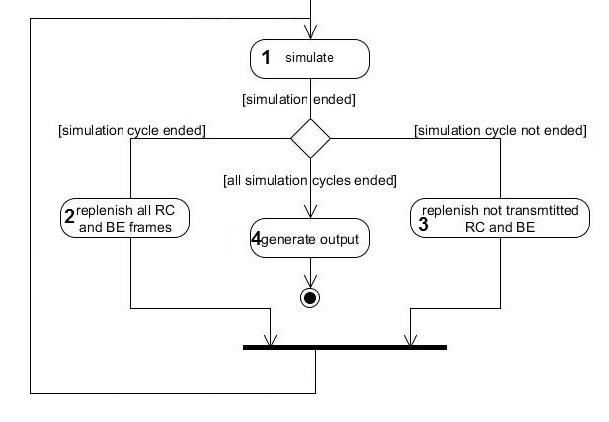 1 simulate
[simulation ended]
[simulation cycle ended]
[simulation cycle not ended]
[all simulation cycles ended]
2 replenish all RC
and BE frames
4 generate output
replenish not transmtitted
3 RC and BE